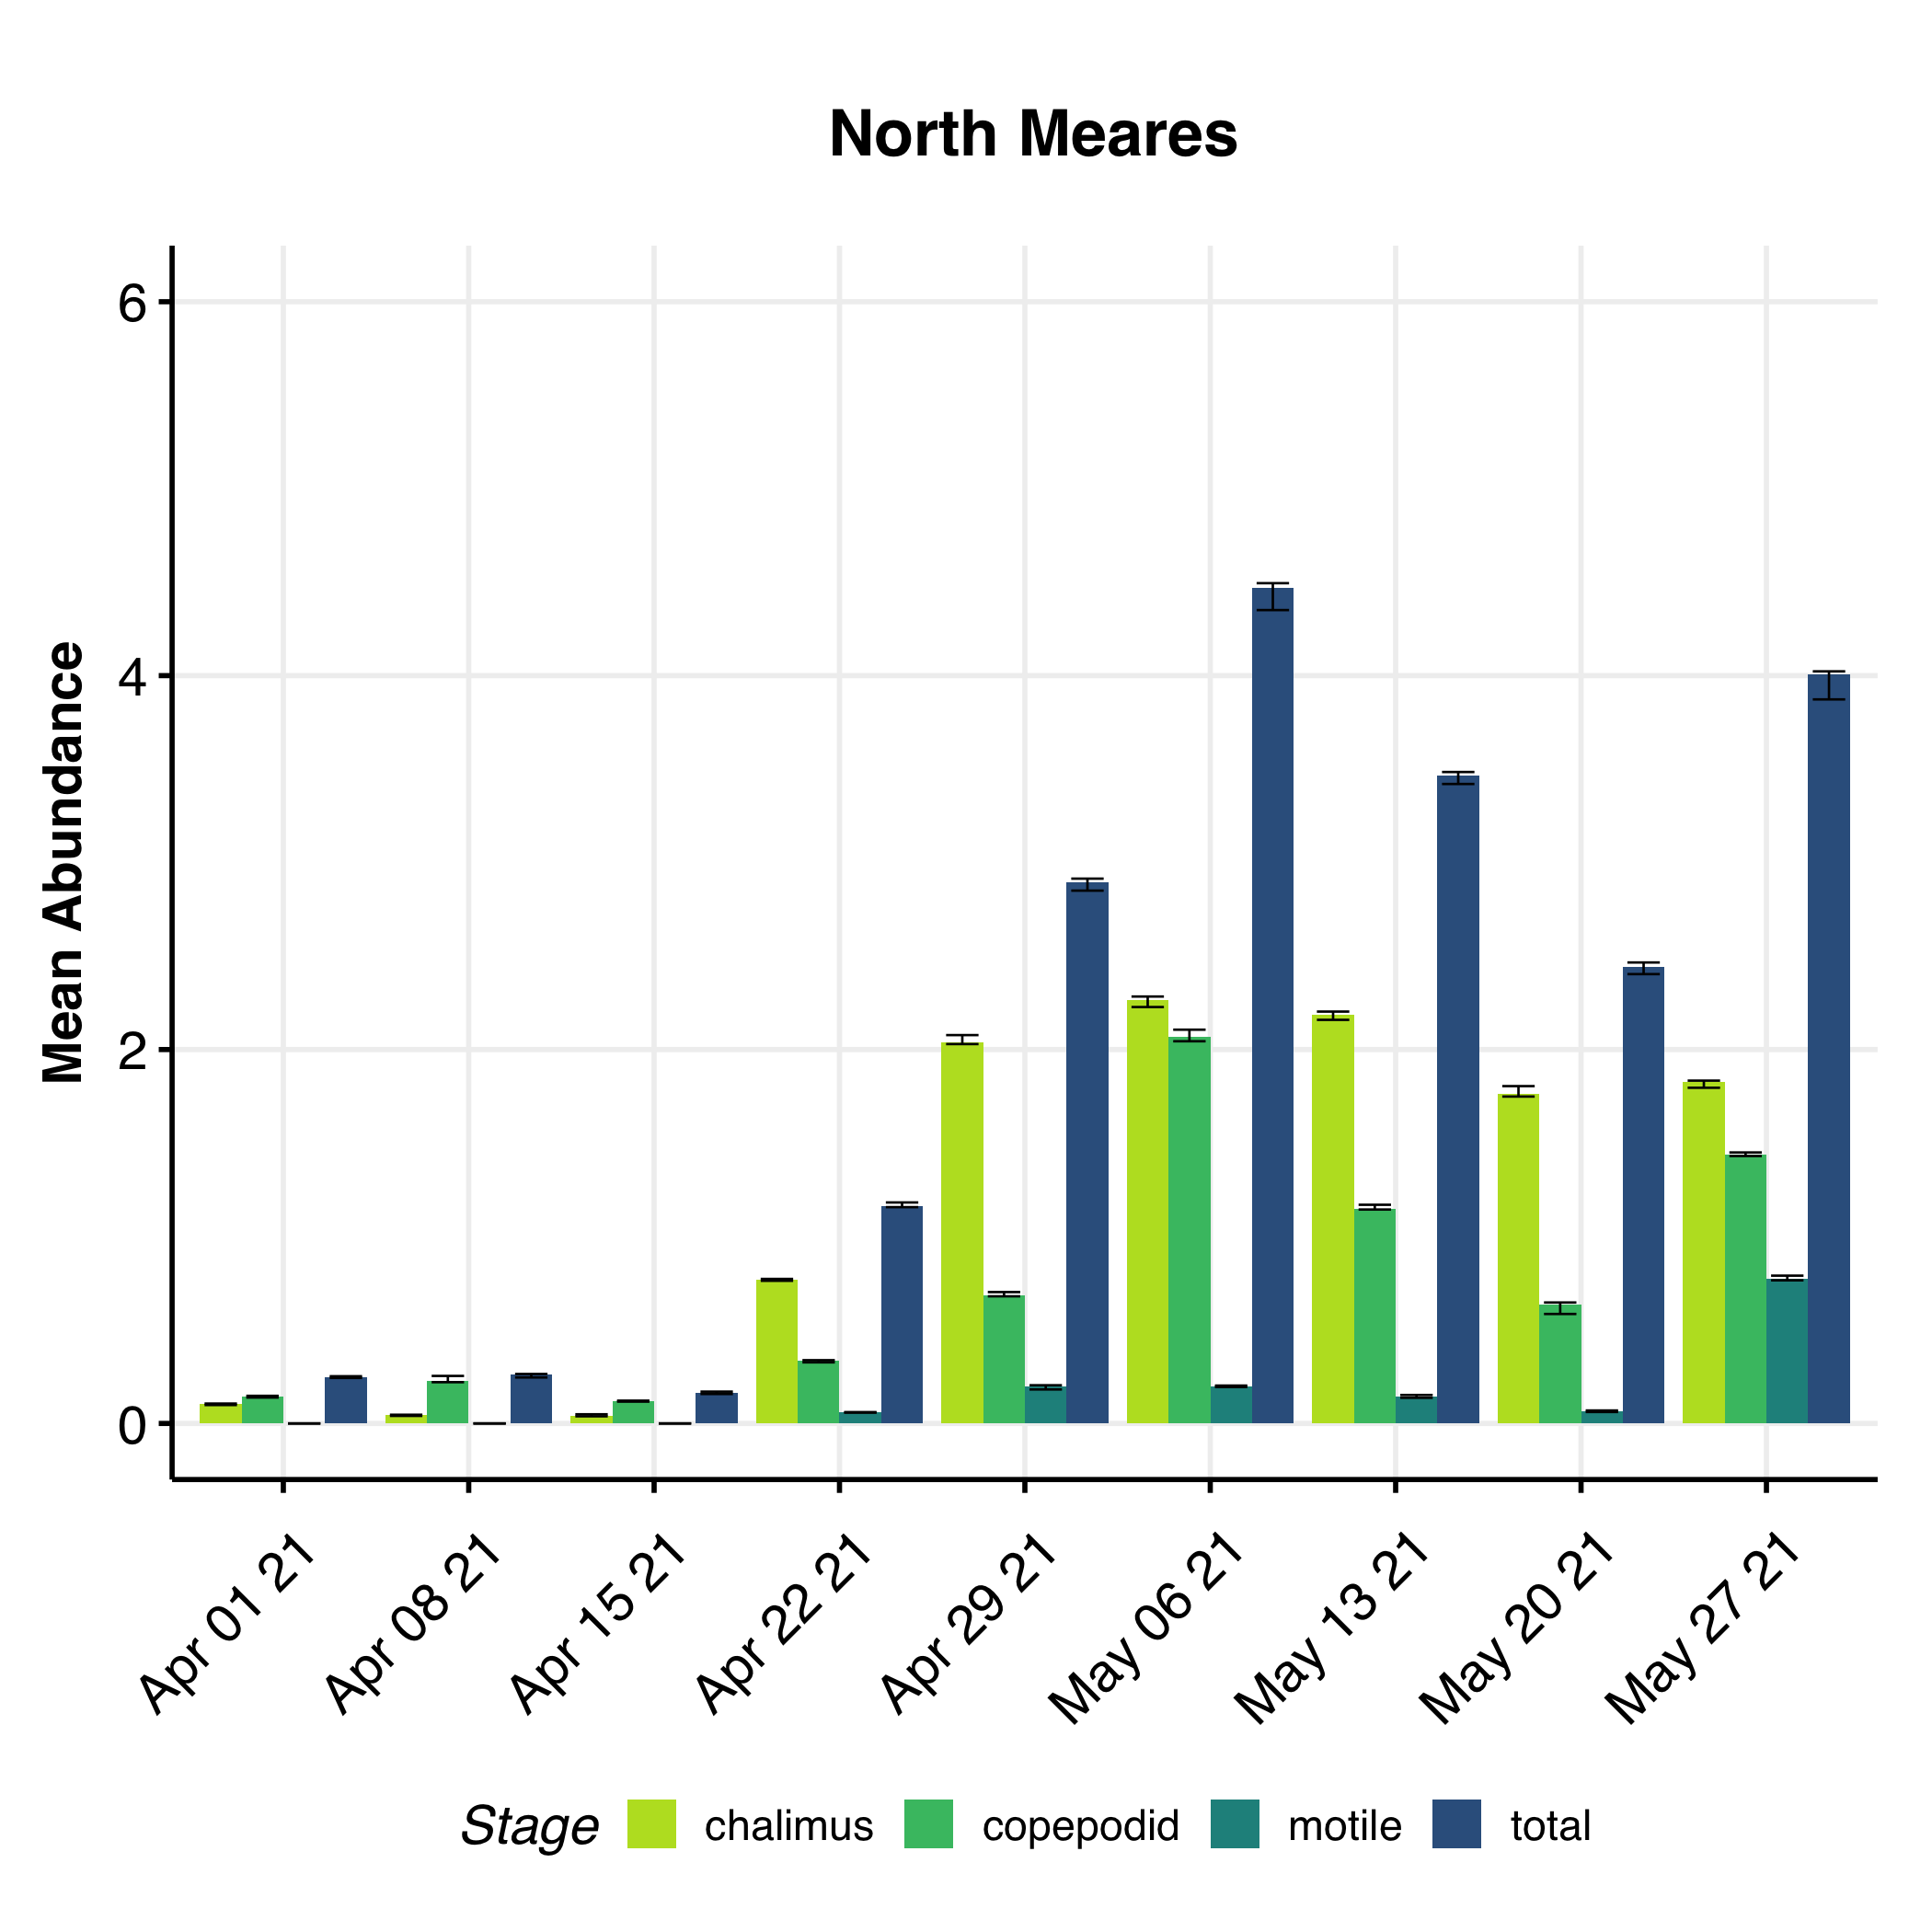 North Meares
Mean Abundance
6
4
2
0
Apr 01 21
Apr 08 21
Apr 15 21
Apr 22 21
Apr 29 21
May 06 21
May 13 21
May 20 21
May 27 21
Stage chalimus copepodid motile total